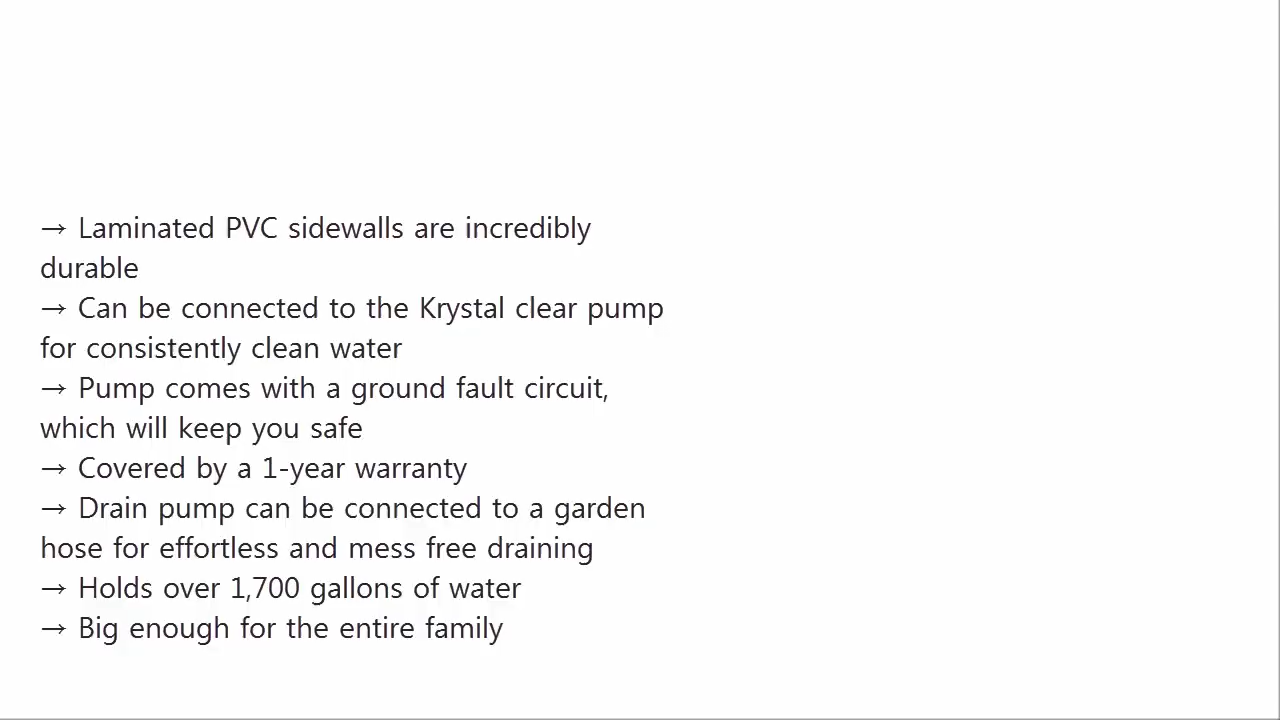 → Laminated PVC sidewalls are incredibly
durable
→ Can be connected to the Krystal clear pump
for consistently clean water
→ Pump comes with a ground fault circuit,
which will keep you safe
→ Covered by a 1-year warranty
→ Drain pump can be connected to a garden
hose for effortless and mess free draining
→ Holds over 1,700 gallons of water
→ Big enough for the entire family